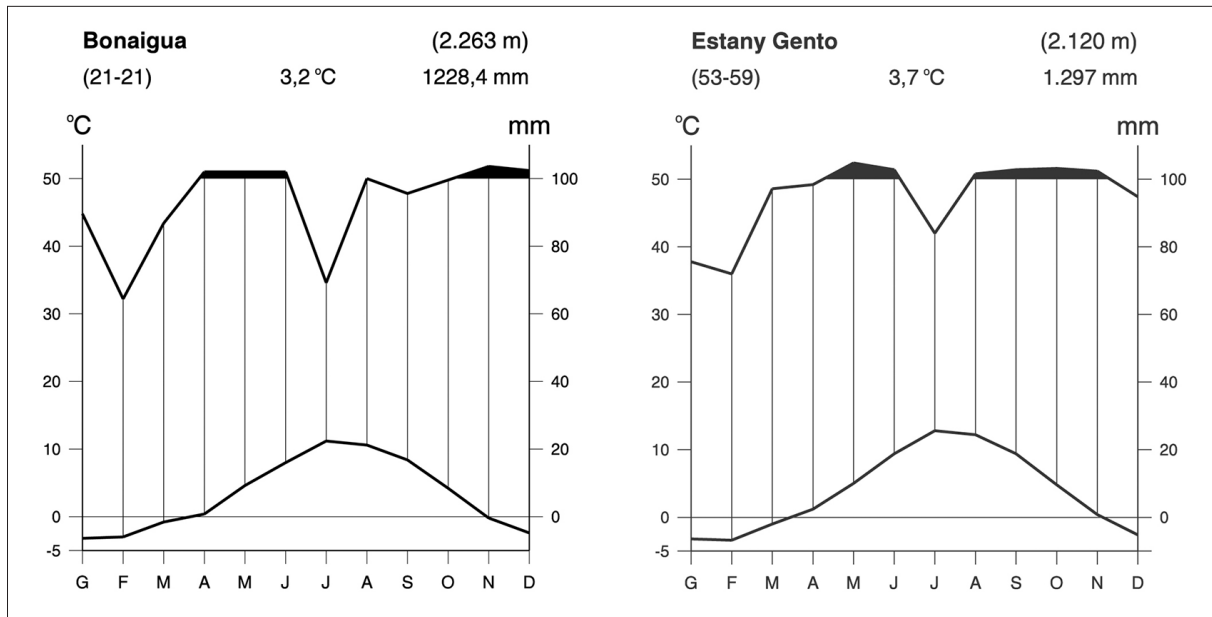 Bonaigua (2.263 m)
(21-21) 3,2 ºC 1228,4 mm
ºC mm
50 100
40 80
30 60
20 40
10 20
0 0
-5
G F M A M J J A S O N D
Estany Gento (2.120 m)
(53-59) 3,7 ºC 1.297 mm
ºC mm
50 100
40 80
30 60
20 40
10 20
0 0
-5
G F M A M J J A S O N D